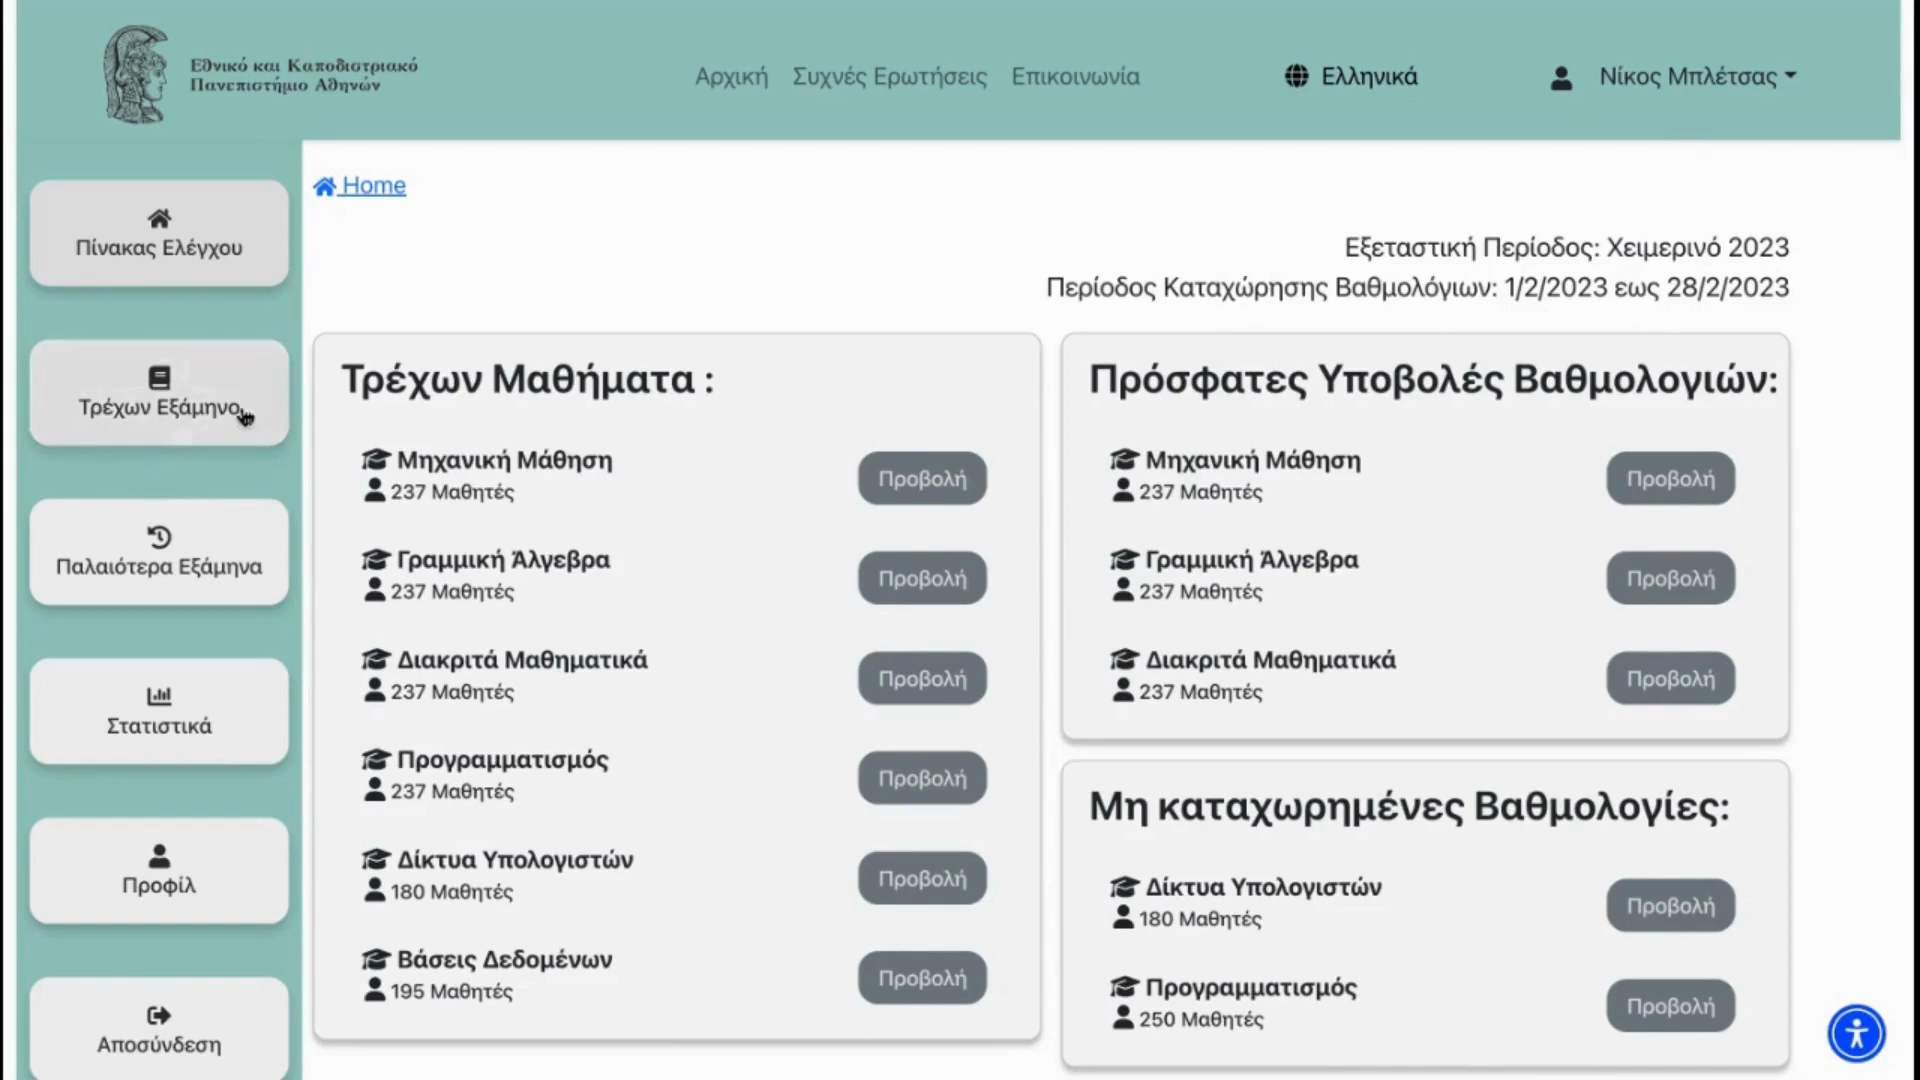 Εθνικό και Καποδιστριακό
Πανεπιστήμιο Αθηνών
Αρχική
Συχνές Ερωτήσεις
Επικοινωνία
Ελληνικά
Νίκος Μπλέτσας
Πίνακας Ελέγχου
Τρέχων Εξάμηνο
Παλαιότερα Εξάμηνα
Στατιστικά
Προφίλ
Αποσύνδεση
Home
Εξεταστική Περίοδος: Χειμερινό 2023
Περίοδος Καταχώρησης Βαθμολόγιων: 1/2/2023 εως 28/2/2023
Τρέχων Μαθήματα :
Μηχανική Μάθηση
237 Μαθητές
Προβολή
Γραμμική Άλγεβρα
237 Μαθητές
Προβολή
Διακριτά Μαθηματικά
237 Μαθητές
Προβολή
Προγραμματισμός
237 Μαθητές
Προβολή
Δίκτυα Υπολογιστών
180 Μαθητές
Προβολή
Βάσεις Δεδομένων
195 Μαθητές
Προβολή
Πρόσφατες Υποβολές Βαθμολογιών:
Μηχανική Μάθηση
237 Μαθητές
Προβολή
Γραμμική Άλγεβρα
237 Μαθητές
Προβολή
Διακριτά Μαθηματικά
237 Μαθητές
Προβολή
Μη καταχωρημένες Βαθμολογίες:
Δίκτυα Υπολογιστών
180 Μαθητές
Προβολή
Προγραμματισμός
250 Μαθητές
Προβολή